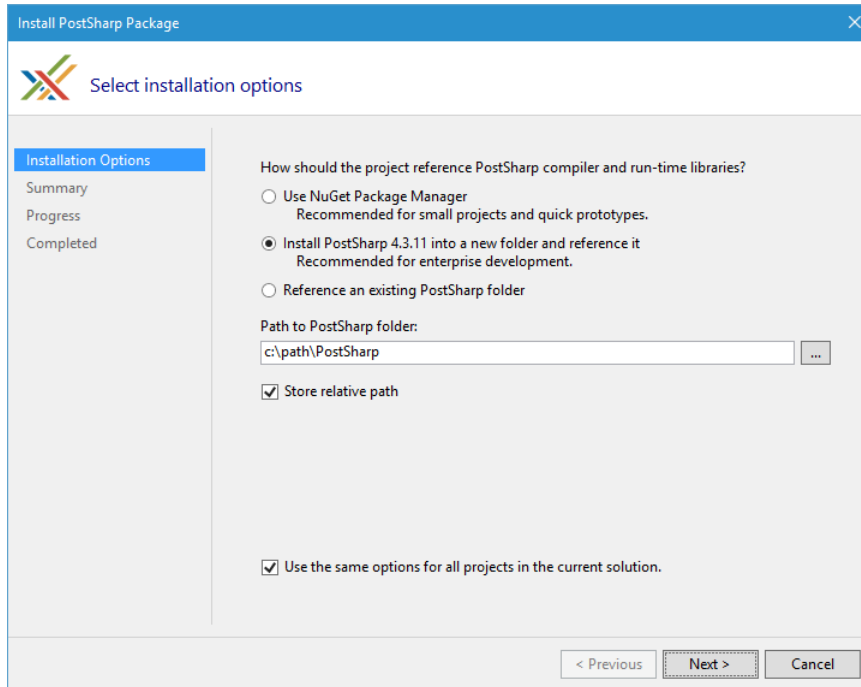 Install PostSharp Package
Select installation options
Installation Options
Summary
Progress
Completed
How should the project reference PostSharp compiler and run-time libraries?
Use NuGet Package Manager
Recommended for small projects and quick prototypes.
Install PostSharp 4.3.11 into a new folder and reference it
Recommended for enterprise development.
Reference an existing PostSharp folder
Path to PostSharp folder:
c:\path\PostSharp
...
Store relative path
Use the same options for all projects in the current solution.
< Previous
Next >
Cancel